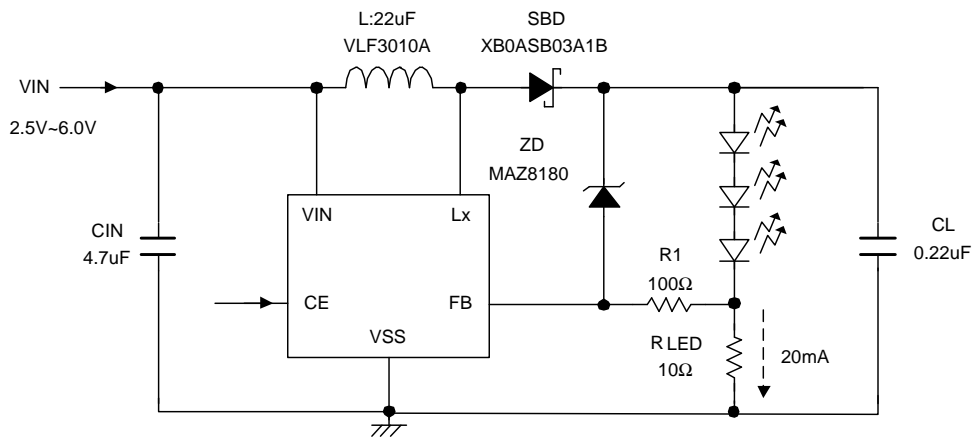 L:22uF
VLF3010A
SBD
XB0ASB03A1B
VIN
2.5V~6.0V
ZD
MAZ8180
VIN
Lx
CIN
4.7uF
CL
0.22uF
R1
100Ω
CE
FB
VSS
R LED
10Ω
20mA